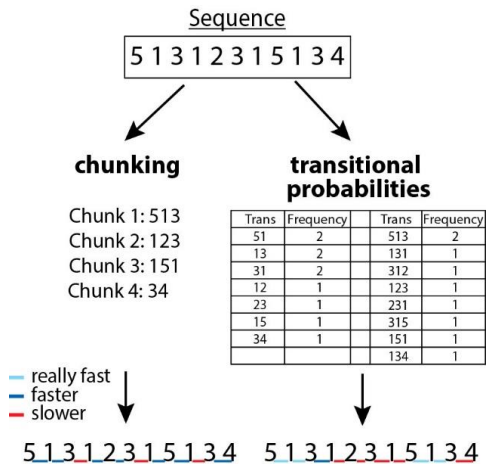 Sequence
5 1 3 1 2 3 1 5 1 3 4
chunking
Chunk 1: 513
Chunk 2: 123
Chunk 3: 151
Chunk 4: 34
transitional
probabilities
Trans Frequency Trans Frequency
51 2 513 2
13 2 131 1
31 2 312 1
12 1 123 1
23 1 231 1
15 1 315 1
34 1 151 1
134 1
really fast
faster
slower
5 1 3 1 2 3 1 5 1 3 4
5 1 3 1 2 3 1 5 1 3 4